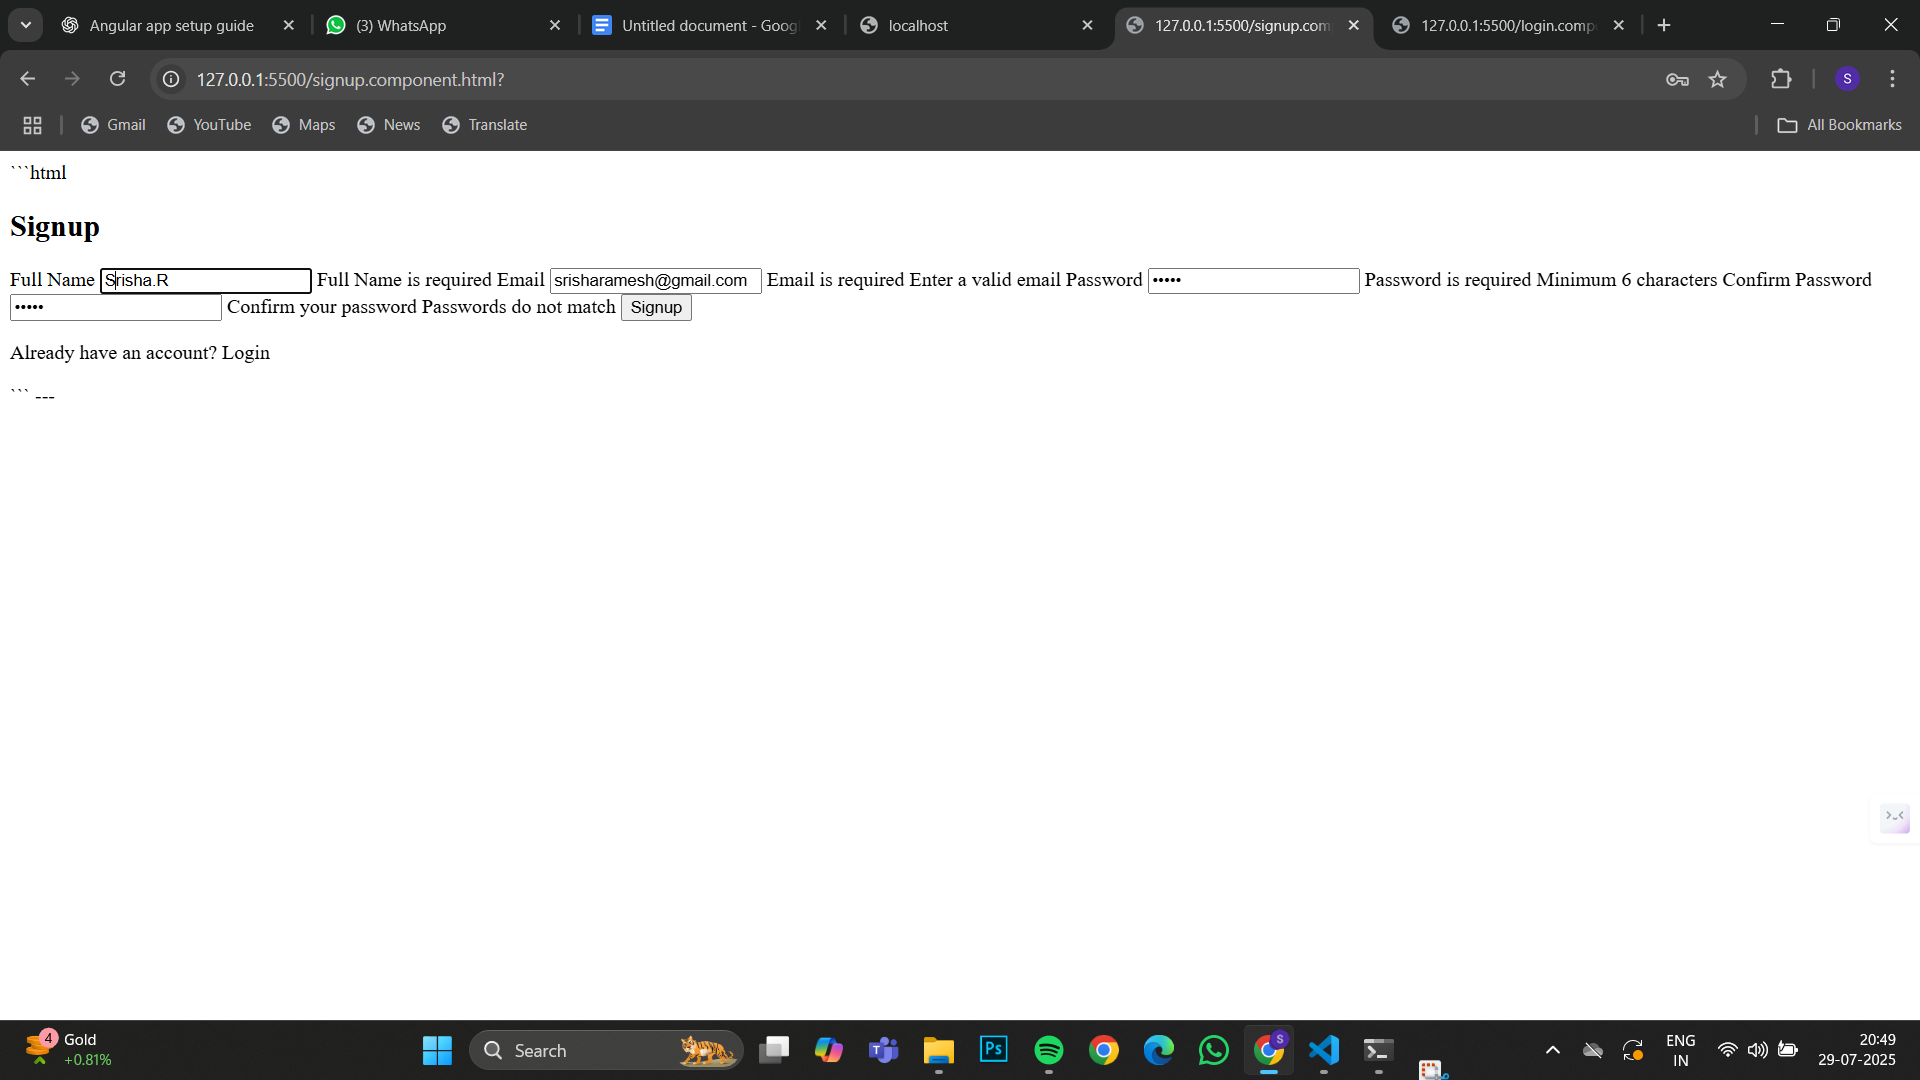 Angular app setup guide
(3) WhatsApp
Untitled document - Goog
localhost
127.0.0.1:5500/signup.com
127.0.0.1:5500/login.comp
127.0.0.1:5500/signup.component.html?
S
Gmail
YouTube
Maps
News
Translate
All Bookmarks
```html
Signup
Full Name Srisha.R Full Name is required Email srisharamesh@gmail.com Email is required Enter a valid email Password ••••• Password is required Minimum 6 characters Confirm Password
••••• Confirm your password Passwords do not match Signup
Already have an account? Login
``` ---
4
Gold
+0.81%
Search
T
Ps
S
ENG
IN
20:49
29-07-2025